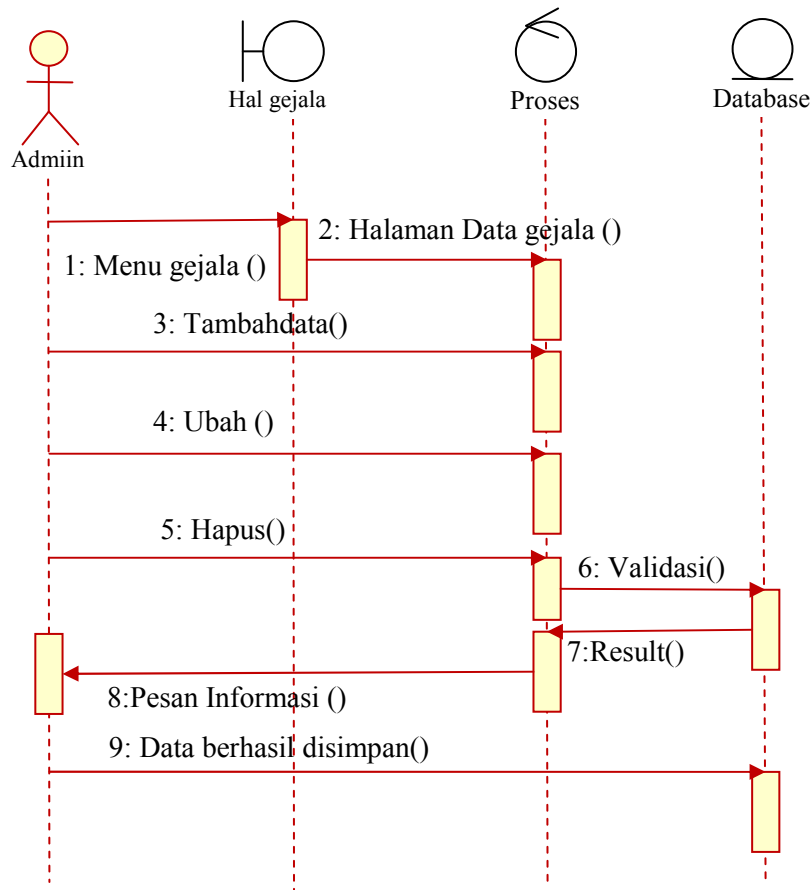 Hal gejala
Proses
Database
Admiin
2: Halaman Data gejala ()
1: Menu gejala ()
3: Tambahdata()
4: Ubah ()
5: Hapus()
6: Validasi()
7:Result()
8:Pesan Informasi ()
9: Data berhasil disimpan()